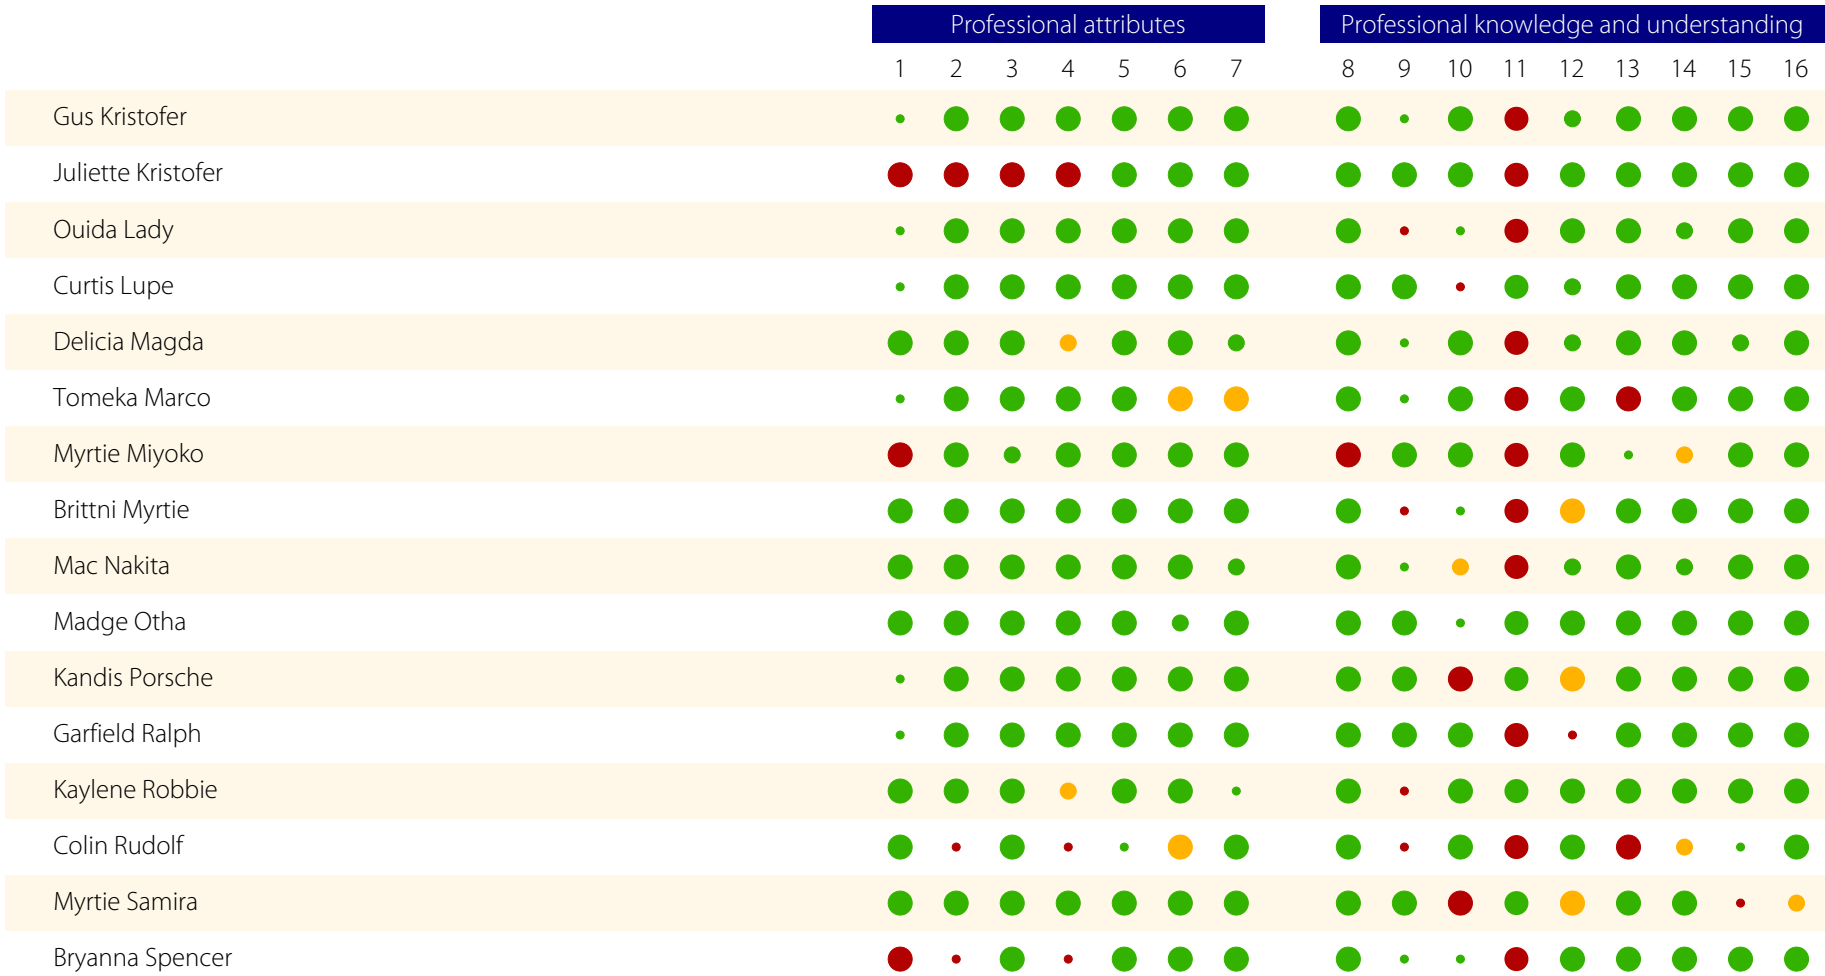 Professional attributes Professional knowledge and understanding
1 2 3 4 5 6 7 8 9 10 11 12 13 14 15 16
Gus Kristofer
Juliette Kristofer
Ouida Lady
Curtis Lupe
Delicia Magda
Tomeka Marco
Myrtie Miyoko
Brittni Myrtie
Mac Nakita
Madge Otha
Kandis Porsche
Garfield Ralph
Kaylene Robbie
Colin Rudolf
Myrtie Samira
Bryanna Spencer